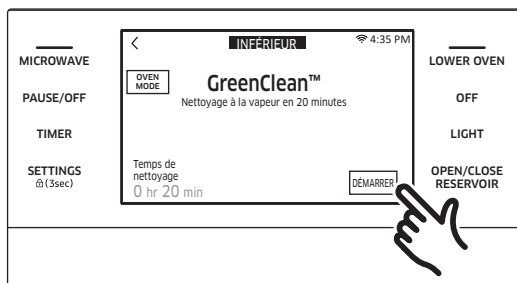 MICROWAVE
PAUSE/OFF
TIMER
SETTINGS
(3sec)
<
INFÉRIEUR
4:35 PM
OVEN
MODE
GreenClean™
Nettoyage à la vapeur en 20 minutes
Temps de
nettoyage
0 hr 20 min
DÉMARRER
LOWER OVEN
OFF
LIGHT
OPEN/CLOSE
RESERVOIR